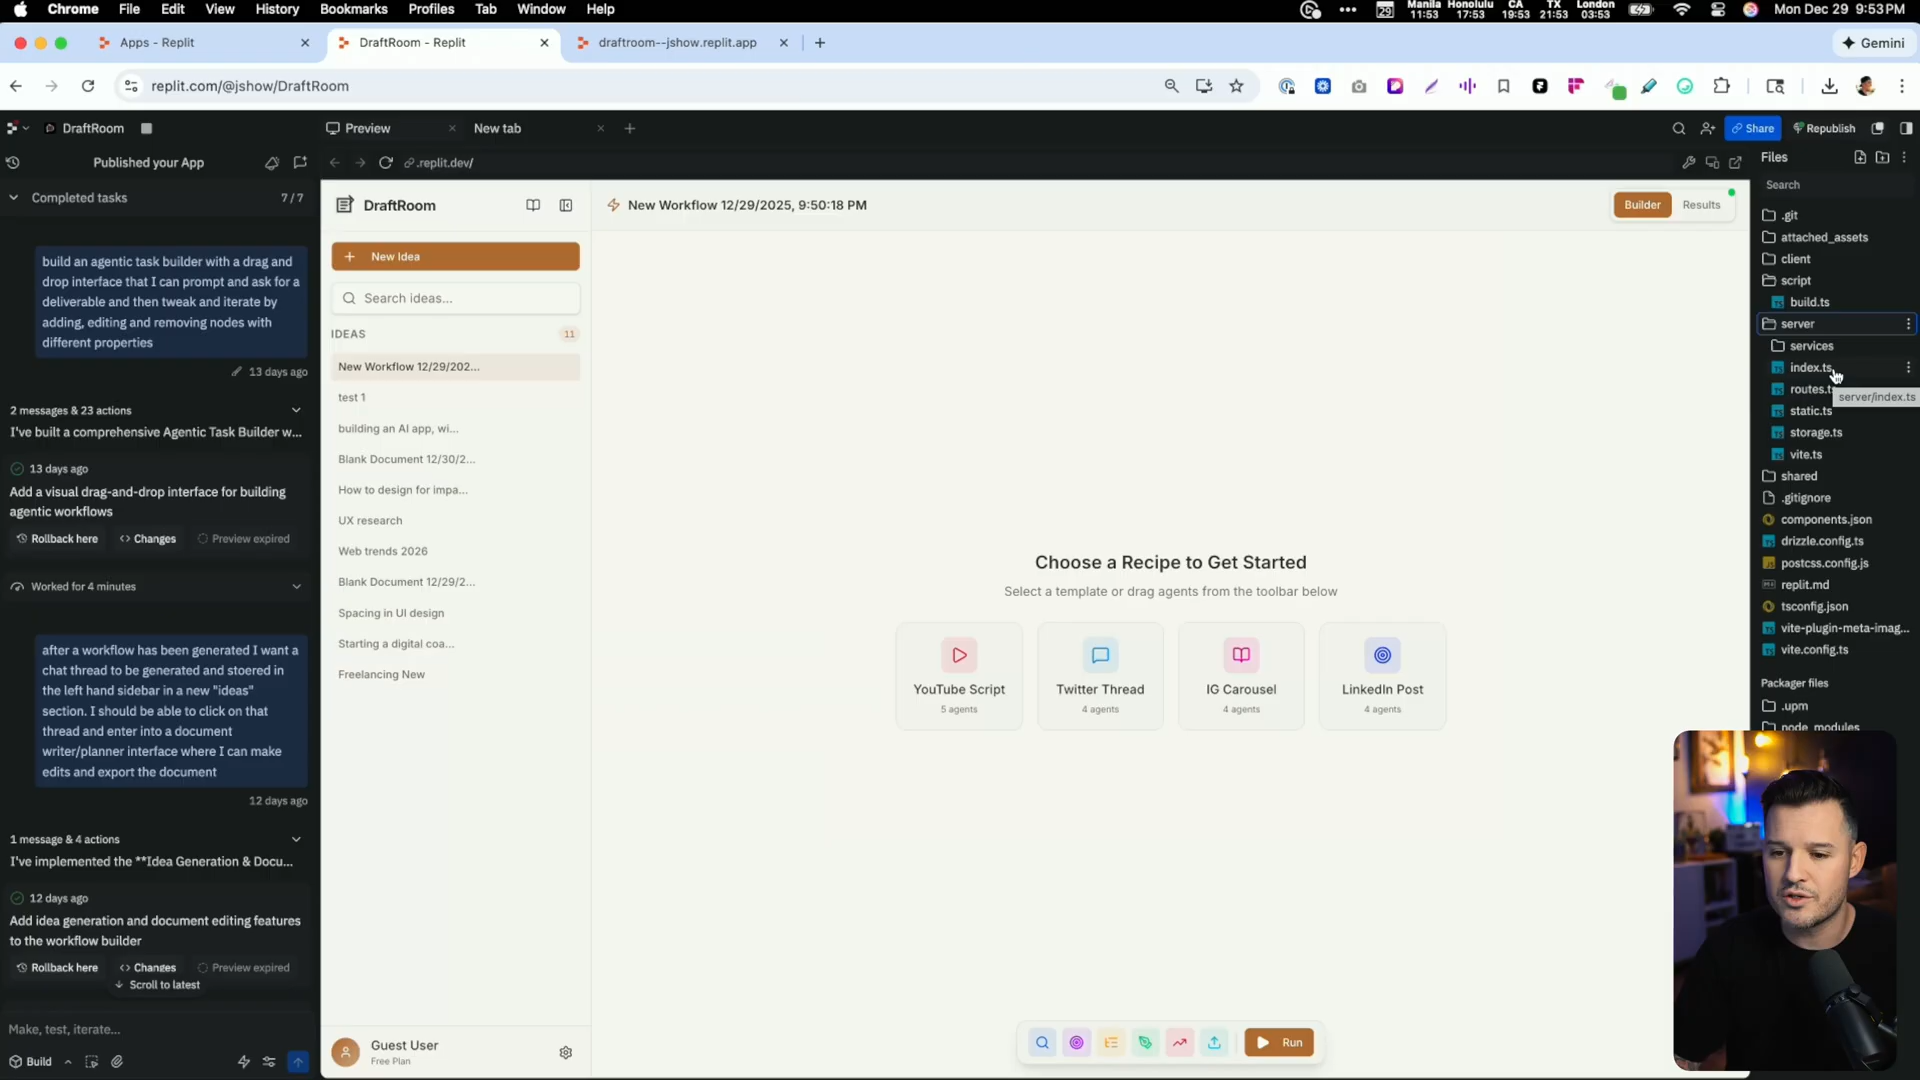 Chrome File Edit View History Bookmarks Profiles Tab Window Help
29
Manila 11:53 Honolulu 17:53 CA 19:53 TX 21:53 London 03:53
Mon Dec 29 9:53 PM
Apps - Replit
DraftRoom - Replit
draftroom--jshow.replit.app
Gemini
replit.com/@jshow/DraftRoom
DraftRoom
Preview
New tab
Share
Republish
Published your App
.replit.dev/
Completed tasks 7/7
build an agentic task builder with a drag and
drop interface that I can prompt and ask for a
deliverable and then tweak and iterate by
adding, editing and removing nodes with
different properties
13 days ago
2 messages & 23 actions
I've built a comprehensive Agentic Task Builder w...
13 days ago
Add a visual drag-and-drop interface for building
agentic workflows
Rollback here Changes Preview expired
Worked for 4 minutes
after a workflow has been generated I want a
chat thread to be generated and stoered in
the left hand sidebar in a new "ideas"
section. I should be able to click on that
thread and enter into a document
writer/planner interface where I can make
edits and export the document
12 days ago
1 message & 4 actions
I've implemented the **Idea Generation & Docu...
12 days ago
Add idea generation and document editing features
to the workflow builder
Rollback here Changes Preview expired
Scroll to latest
Make, test, iterate...
Build
DraftRoom
New Idea
Search ideas...
IDEAS 11
New Workflow 12/29/202...
test 1
building an AI app, wi...
Blank Document 12/30/2...
How to design for impa...
UX research
Web trends 2026
Blank Document 12/29/2...
Spacing in UI design
Starting a digital coa...
Freelancing New
Guest User
Free Plan
New Workflow 12/29/2025, 9:50:18 PM
Builder Results
Choose a Recipe to Get Started
Select a template or drag agents from the toolbar below
YouTube Script
5 agents
Twitter Thread
4 agents
IG Carousel
4 agents
LinkedIn Post
4 agents
Run
Files
Search
.git
attached_assets
client
script
build.ts
server
services
index.ts
routes.ts
server/index.ts
static.ts
storage.ts
vite.ts
shared
.gitignore
components.json
drizzle.config.ts
postcss.config.js
replit.md
tsconfig.json
vite-plugin-meta-imag...
vite.config.ts
Packager files
.upm
node_modules